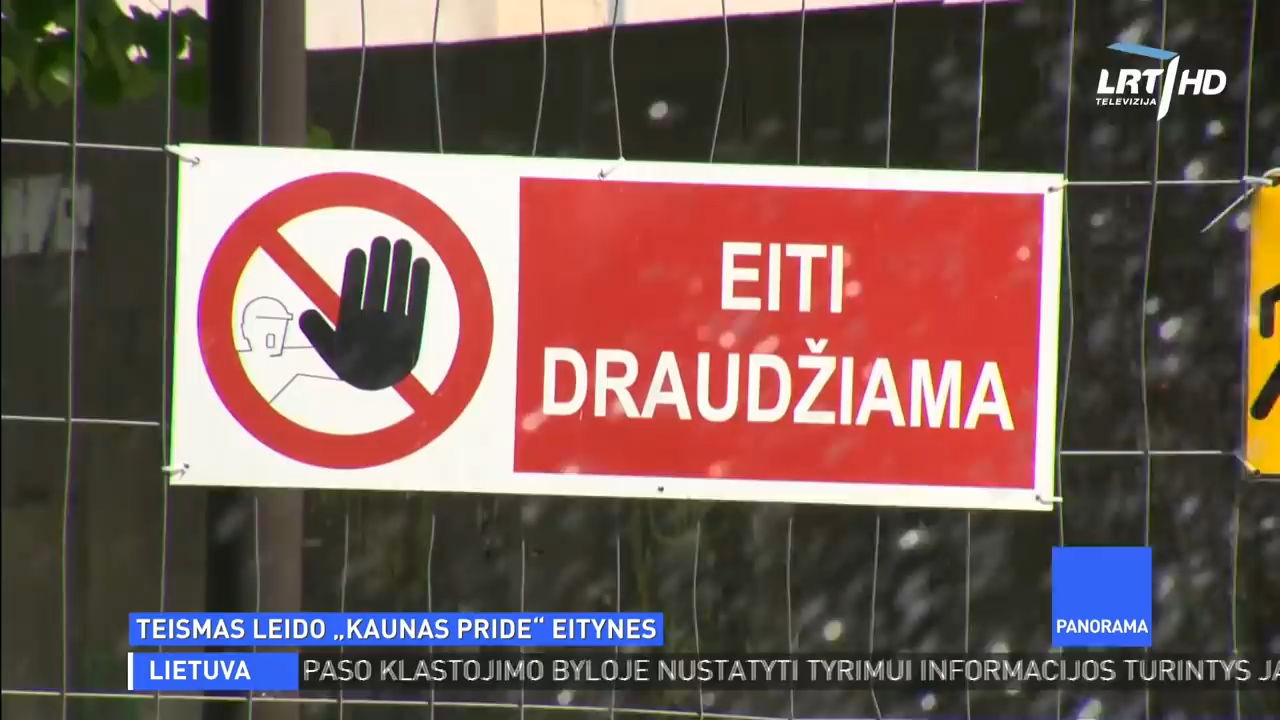 LRT HD
TELEVIZIJA
EITI
DRAUDŽIAMA
PANORAMA
TEISMAS LEIDO „KAUNAS PRIDE“ EITYNES
LIETUVA
PASO KLASTOJIMO BYLOJE NUSTATYTI TYRIMUI INFORMACIJOS TURINTYS